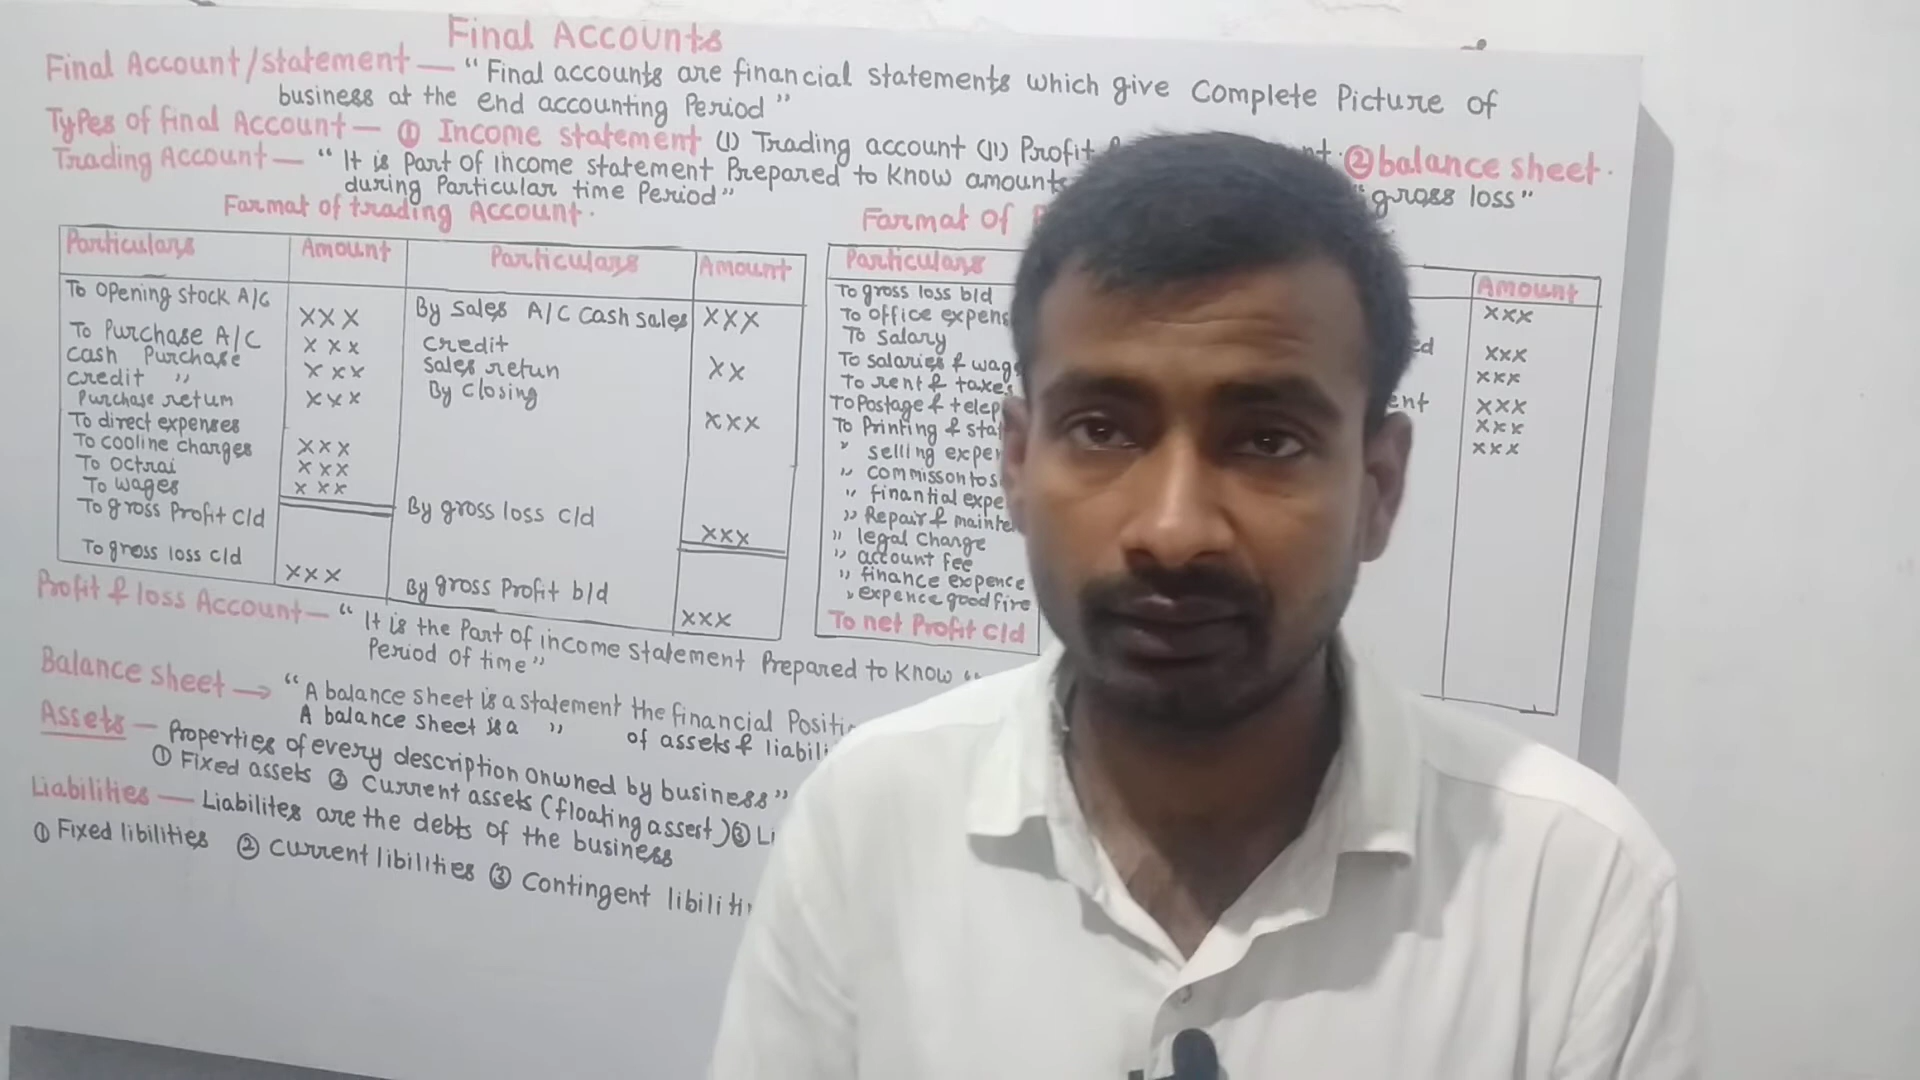 Final Accounts
Final Account/statement — "Final accounts are financial statements which give Complete Picture of
business at the end accounting Period"
Types of final Account — ① Income statement (I) Trading account (II) Profit ② balance sheet.
Trading Account — "It is Part of income statement Prepared to know amounts "gross loss"
during Particular time Period"
Farmat of trading Account.
Particulars Amount Particulars Amount
To opening stock A/C XXX By sales A/C cash sales XXX
To Purchase A/C XXX credit
cash Purchase XXX sales retun XX
credit " XXX By closing XXX
Purchase return
To direct expenses
To cooline charges XXX
To octrai XXX
To wages XXX
To gross Profit c/d By gross loss c/d XXX
To gross loss c/d XXX By gross Profit b/d XXX
Farmat of
Particulars Amount
To gross loss b/d XXX
To office expens
To salary XXX
To salaries & wag XXX
To rent & taxes XXX
To Postage & telep XXX
To Printing & sta XXX
" selling exper
" commisson to s
" finantial expe
" Repair & mainte
" legal charge
" account fee
" finance expence
" expence good fire
To net Profit c/d
Profit & loss Account — "It is the Part of income statement Prepared to know "
Period of time"
Balance sheet → "A balance sheet is a statement the financial Positi
A balance sheet is a " of assets & liabili
Assets — Properties of every description onwned by business"
① Fixed assets ② Current assets (floating assest) ③ Li
Liabilities — Liabilites are the debts of the business
① Fixed libilities ② current libilities ③ Contingent libiliti